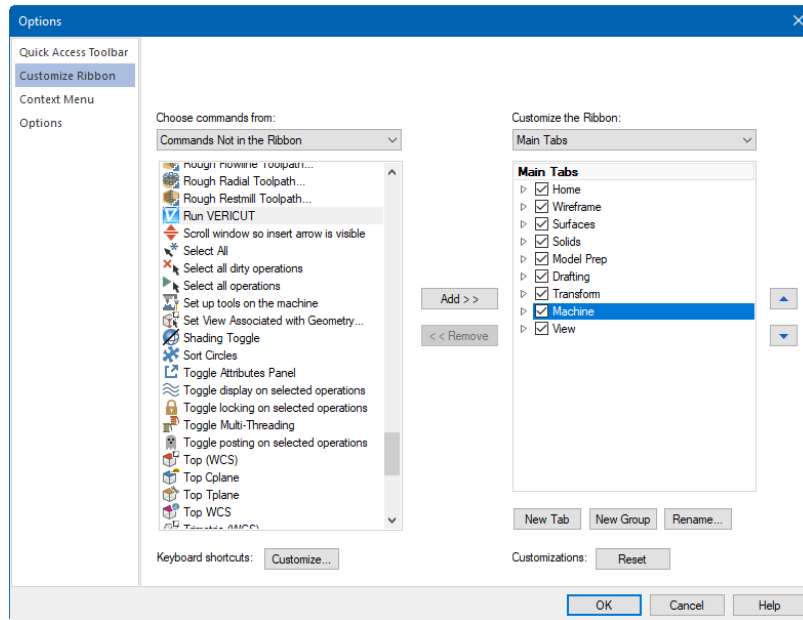 Options
Quick Access Toolbar
Customize Ribbon
Context Menu
Options
Choose commands from:
Commands Not in the Ribbon
Rough Flowline Toolpath...
Rough Radial Toolpath...
Rough Restmill Toolpath...
Run VERICUT
Scroll window so insert arrow is visible
Select All
Select all dirty operations
Select all operations
Set up tools on the machine
Set View Associated with Geometry...
Shading Toggle
Sort Circles
Toggle Attributes Panel
Toggle display on selected operations
Toggle locking on selected operations
Toggle Multi-Threading
Toggle posting on selected operations
Top (WCS)
Top Cplane
Top Tplane
Top WCS
Trimetric (WCS)
Keyboard shortcuts: Customize...
Add >>
<< Remove
Customize the Ribbon:
Main Tabs
Main Tabs
Home
Wireframe
Surfaces
Solids
Model Prep
Drafting
Transform
Machine
View
New Tab New Group Rename...
Customizations: Reset
OK Cancel Help